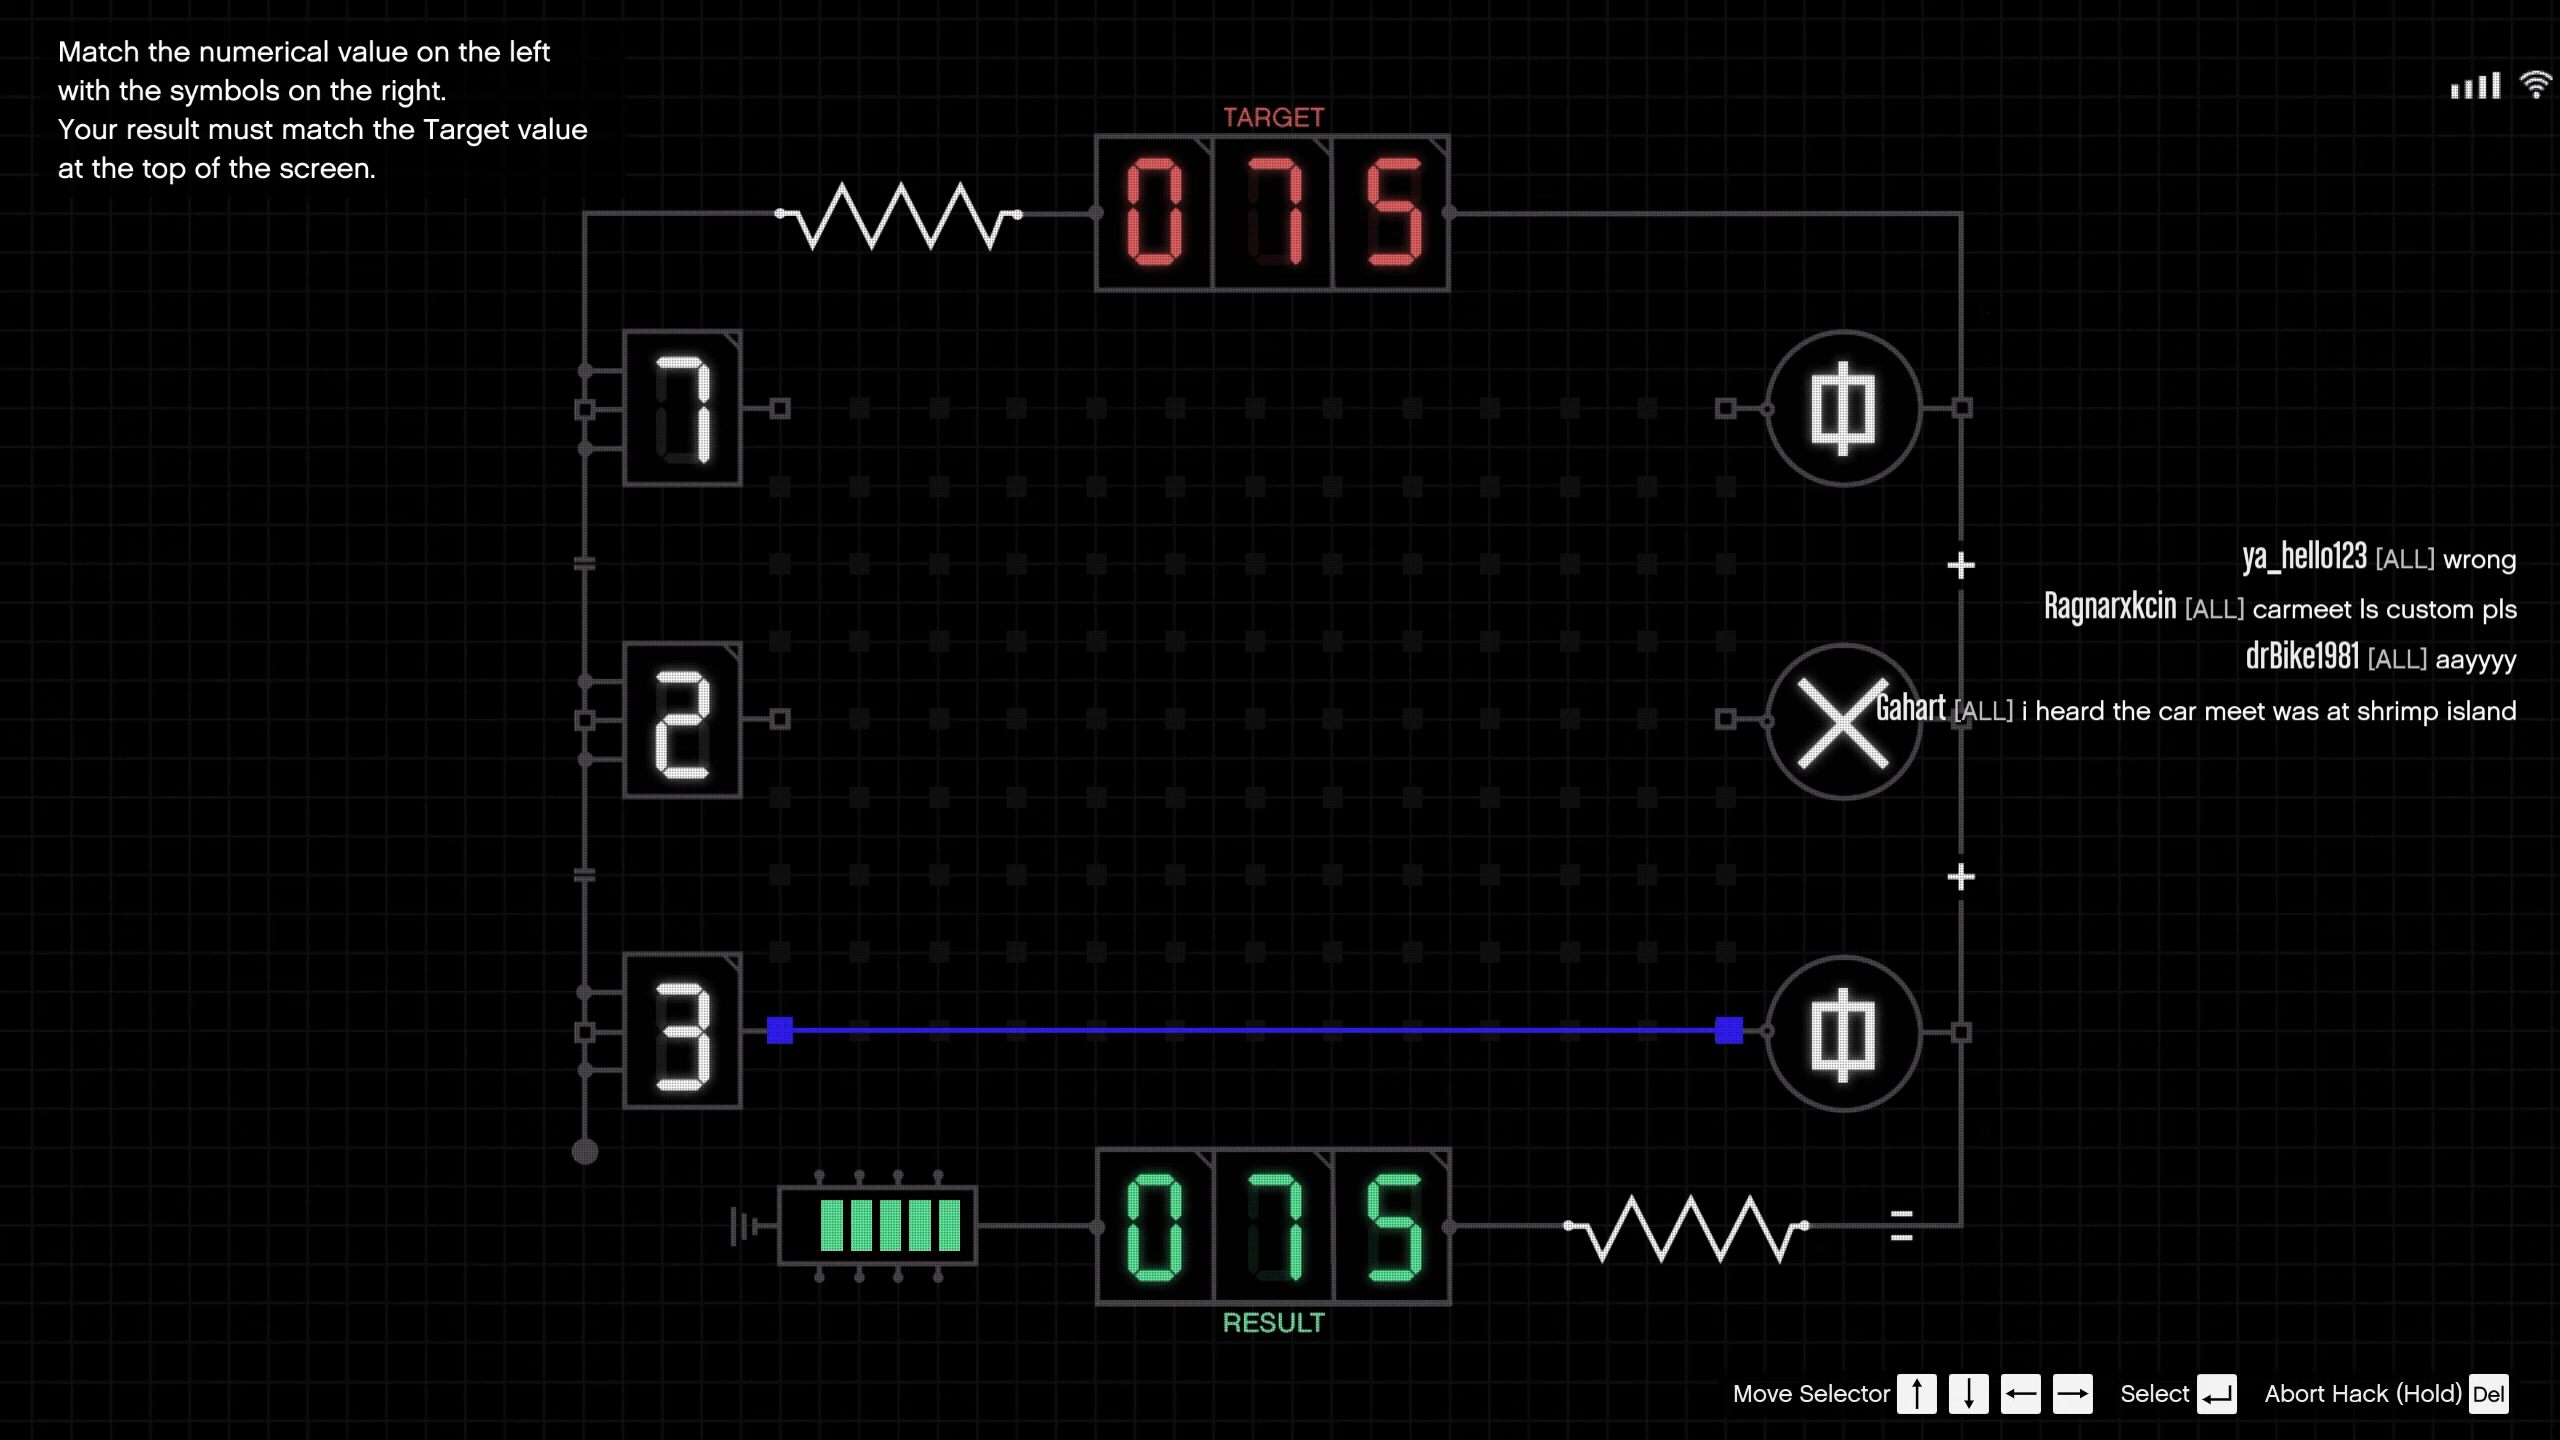 Match the numerical value on the left
with the symbols on the right.
Your result must match the Target value
at the top of the screen.
TARGET
075
7
ya_hello123 [ALL] wrong
Ragnarxkcin [ALL] carmeet ls custom pls
drBike1981 [ALL] aayyyy
Gahart [ALL] i heard the car meet was at shrimp island
2
3
075
RESULT
Move Selector ↑ ↓ ← → Select ↵ Abort Hack (Hold) Del